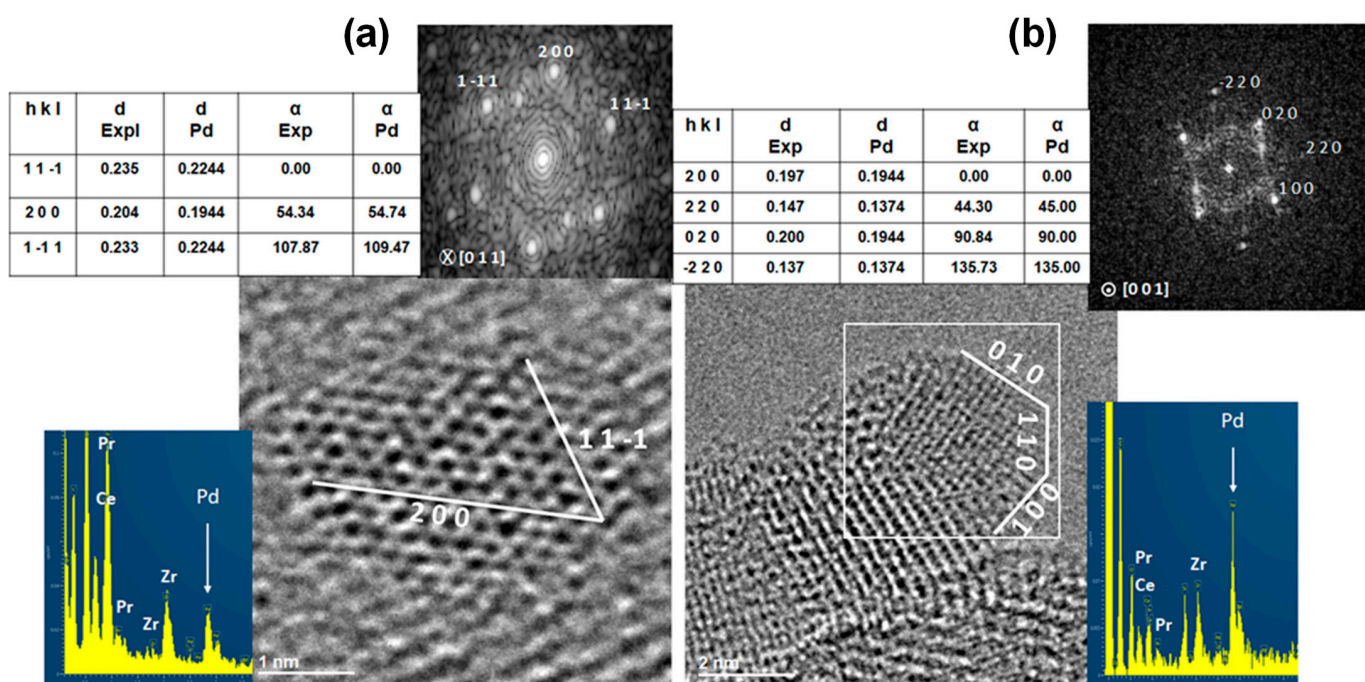 (a)
(b)
h k l d Expl d Pd α Exp α Pd
1 1 -1 0.235 0.2244 0.00 0.00
2 0 0 0.204 0.1944 54.34 54.74
1 -1 1 0.233 0.2244 107.87 109.47
2 0 0
1 -1 1
1 1 -1
[0 1 1]
h k l d Exp d Pd α Exp α Pd
2 0 0 0.197 0.1944 0.00 0.00
2 2 0 0.147 0.1374 44.30 45.00
0 2 0 0.200 0.1944 90.84 90.00
-2 2 0 0.137 0.1374 135.73 135.00
-2 2 0
0 2 0
2 2 0
1 0 0
[0 0 1]
1 1 -1
2 0 0
1 nm
0 1 0
1 1 0
1 0 0
2 nm
Pr
Ce
Pd
Zr
Pr
Zr
Pd
Pr
Ce
Zr
Pr